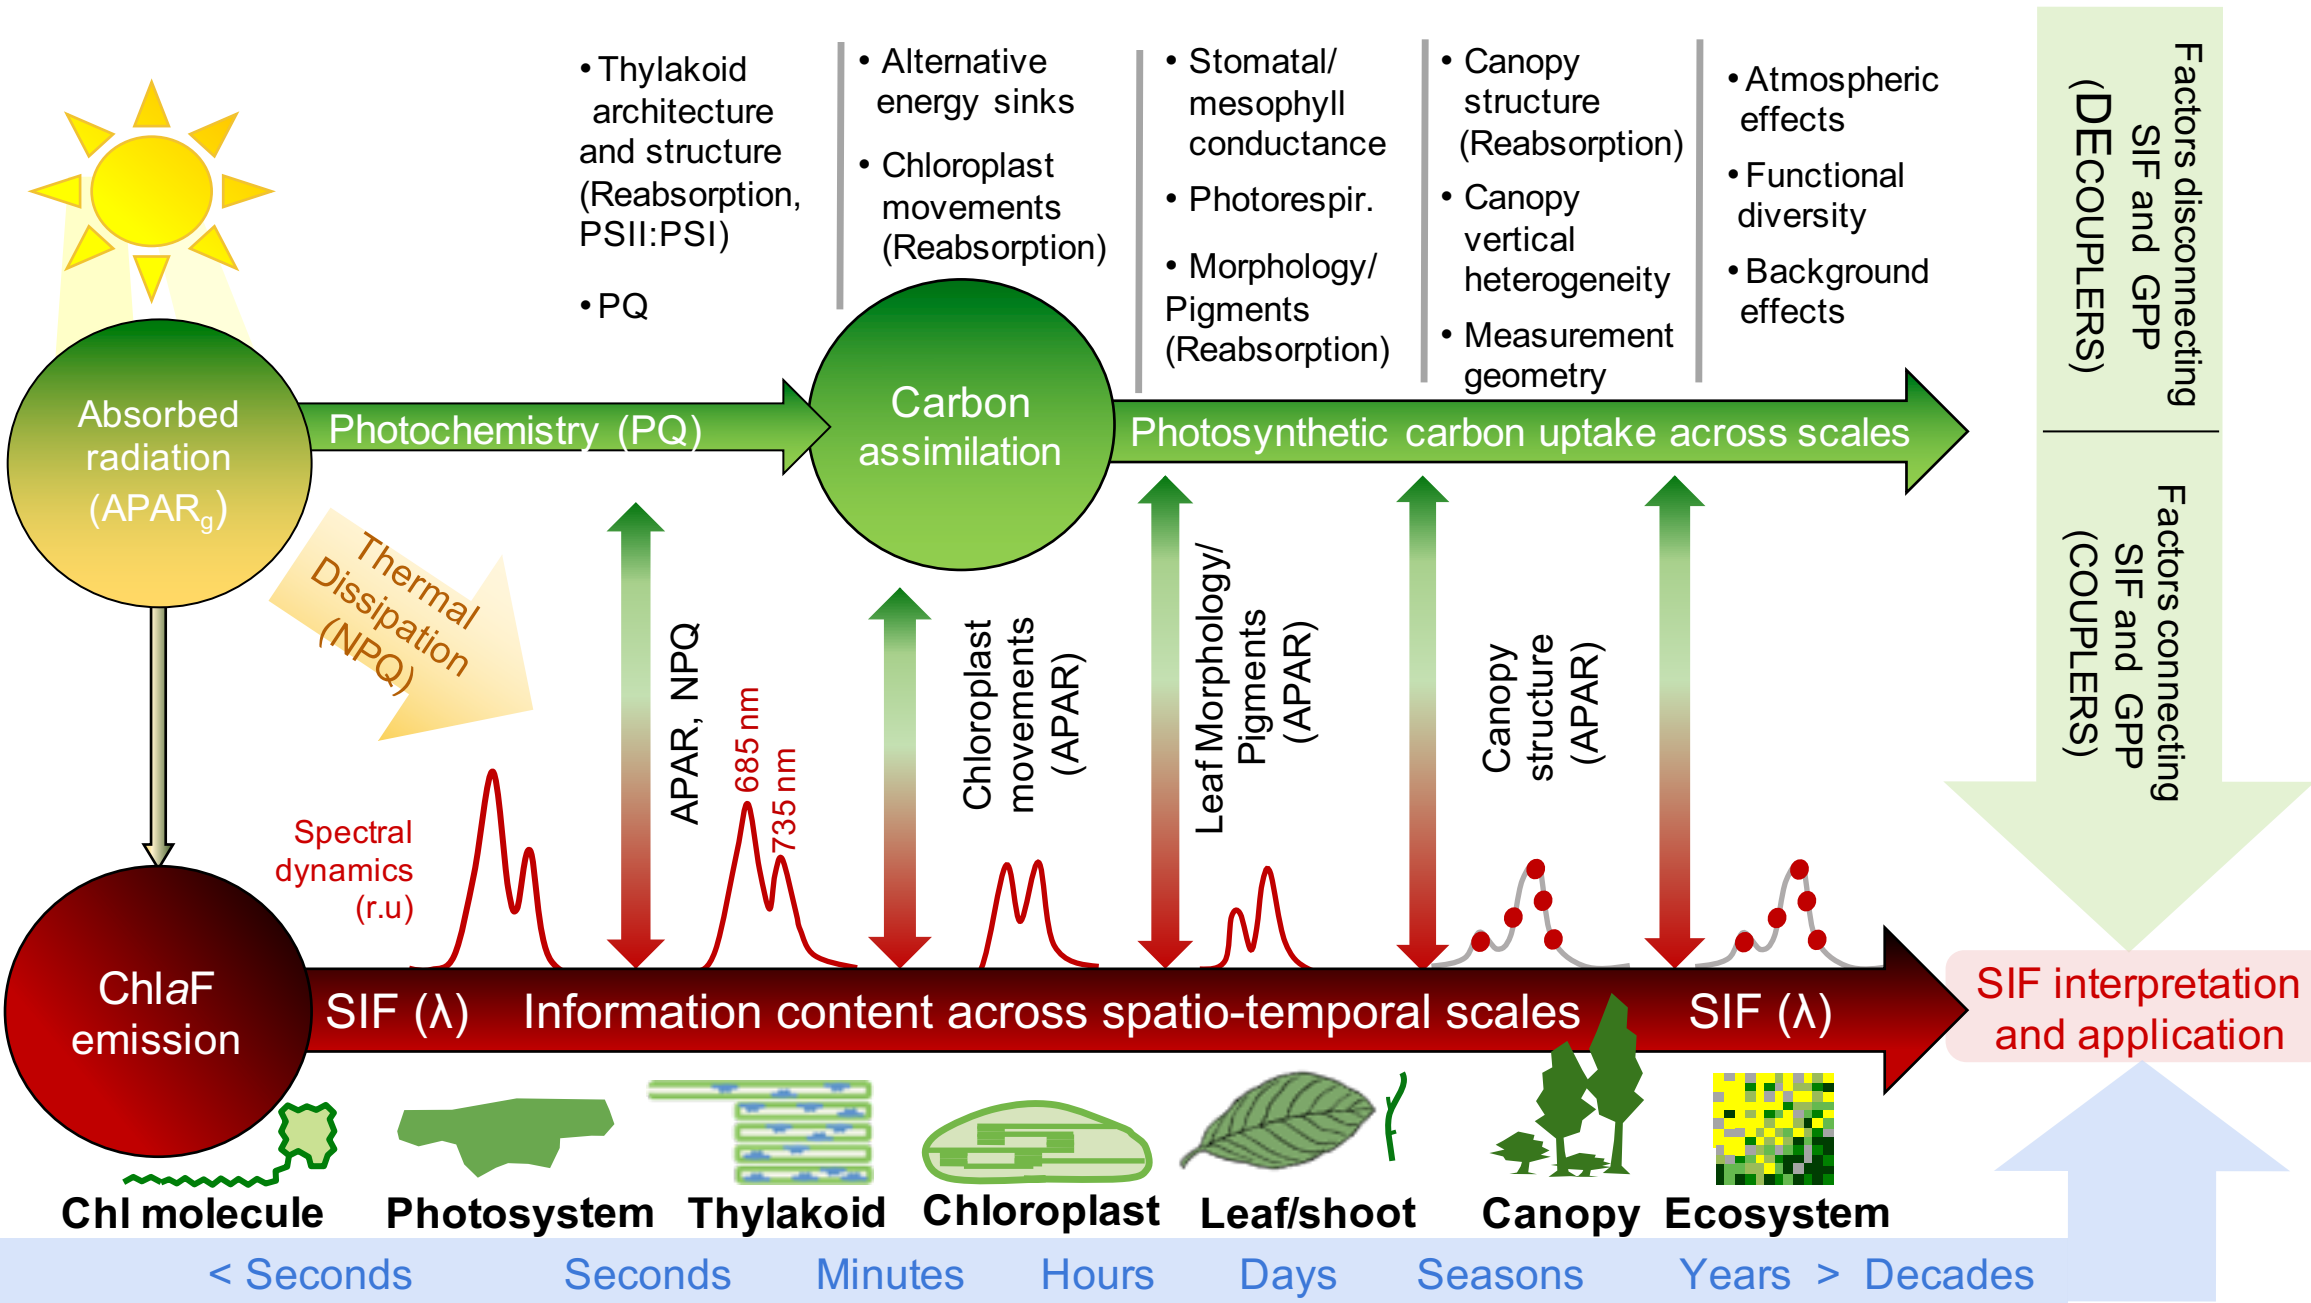 • Thylakoid
architecture
and structure
(Reabsorption,
PSII:PSI)
• PQ
• Alternative
energy sinks
• Chloroplast
movements
(Reabsorption)
• Stomatal/
mesophyll
conductance
• Photorespir.
• Morphology/
Pigments
(Reabsorption)
• Canopy
structure
(Reabsorption)
• Canopy
vertical
heterogeneity
• Measurement
geometry
• Atmospheric
effects
• Functional
diversity
• Background
effects
Factors disconnecting
SIF and GPP
(DECOUPLERS)
Absorbed
radiation
(APARg)
Photochemistry (PQ)
Carbon
assimilation
Photosynthetic carbon uptake across scales
Factors connecting
SIF and GPP
(COUPLERS)
Thermal
Dissipation
(NPQ)
APAR, NPQ
Chloroplast
movements
(APAR)
Leaf Morphology/
Pigments
(APAR)
Canopy
structure
(APAR)
Spectral
dynamics
(r.u)
685 nm
735 nm
ChlaF
emission
SIF (λ) Information content across spatio-temporal scales SIF (λ)
SIF interpretation
and application
Chl molecule Photosystem Thylakoid Chloroplast Leaf/shoot Canopy Ecosystem
< Seconds Seconds Minutes Hours Days Seasons Years > Decades